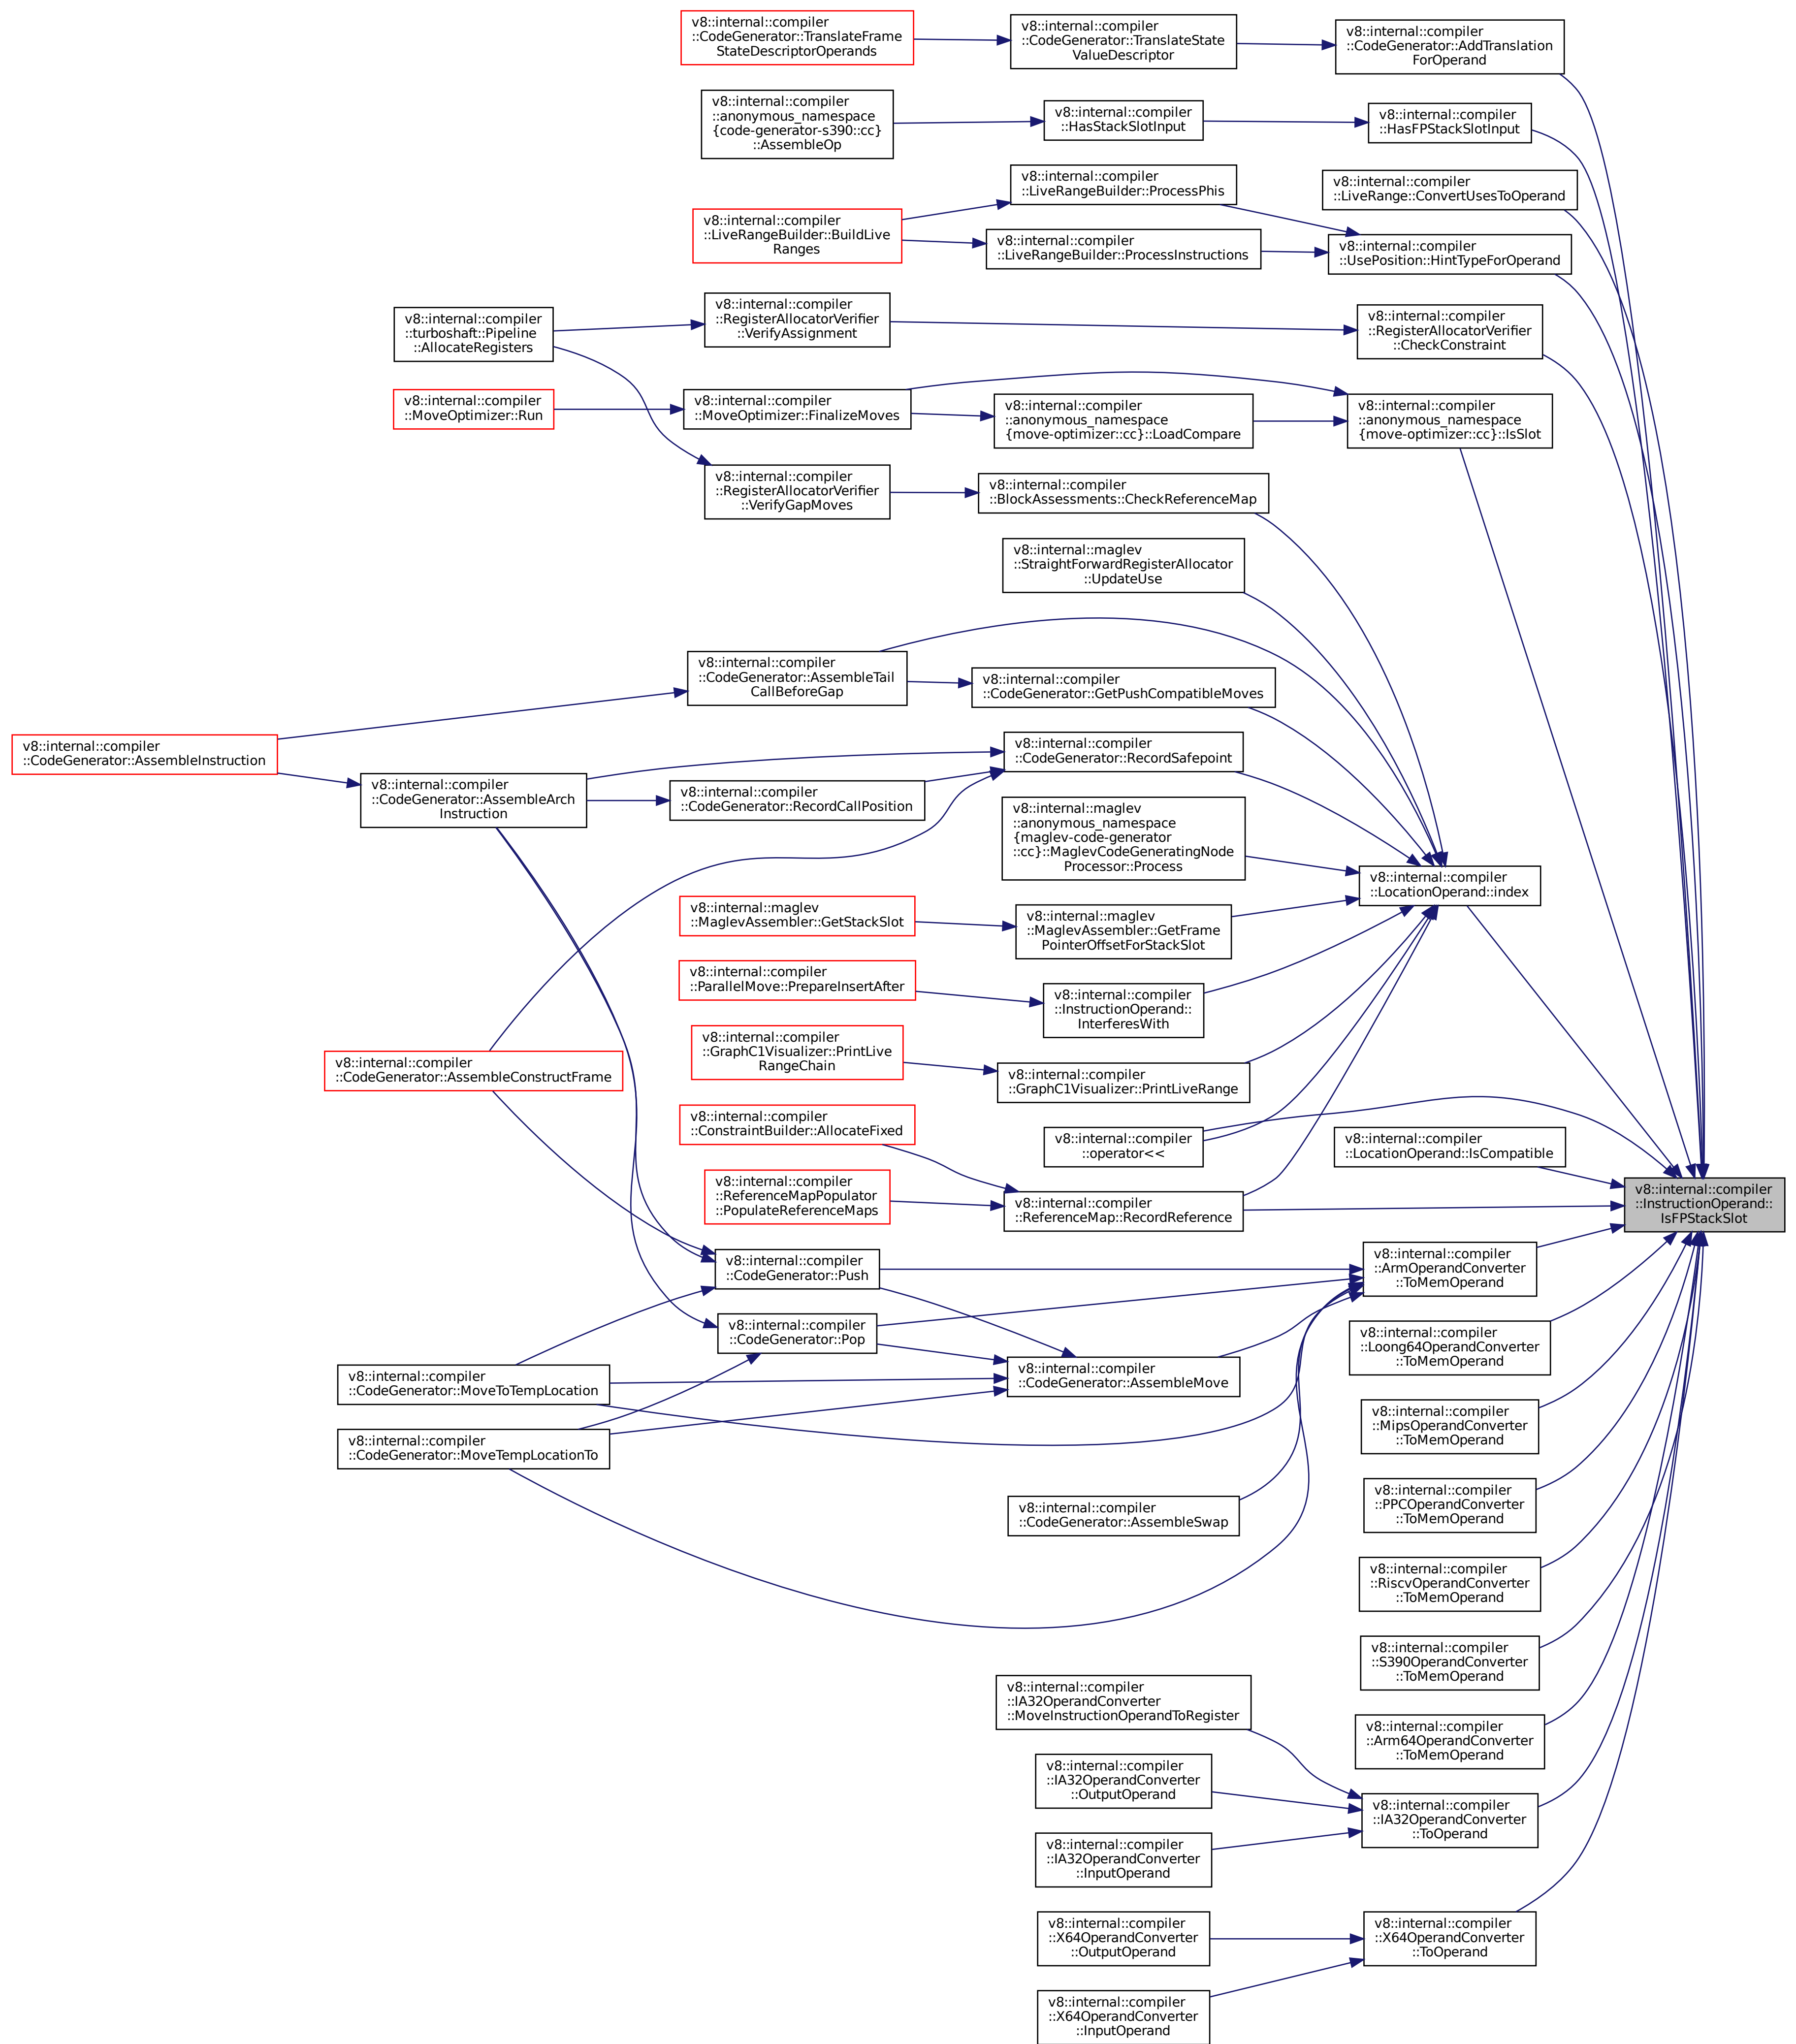 v8::internal::compiler
::CodeGenerator::TranslateFrame
StateDescriptorOperands
v8::internal::compiler
::CodeGenerator::TranslateState
ValueDescriptor
v8::internal::compiler
::CodeGenerator::AddTranslation
ForOperand
v8::internal::compiler
::anonymous_namespace
{code-generator-s390::cc}
::AssembleOp
v8::internal::compiler
::HasStackSlotInput
v8::internal::compiler
::HasFPStackSlotInput
v8::internal::compiler
::LiveRangeBuilder::ProcessPhis
v8::internal::compiler
::LiveRange::ConvertUsesToOperand
v8::internal::compiler
::LiveRangeBuilder::BuildLive
Ranges
v8::internal::compiler
::LiveRangeBuilder::ProcessInstructions
v8::internal::compiler
::UsePosition::HintTypeForOperand
v8::internal::compiler
::turboshaft::Pipeline
::AllocateRegisters
v8::internal::compiler
::RegisterAllocatorVerifier
::VerifyAssignment
v8::internal::compiler
::RegisterAllocatorVerifier
::CheckConstraint
v8::internal::compiler
::MoveOptimizer::Run
v8::internal::compiler
::MoveOptimizer::FinalizeMoves
v8::internal::compiler
::anonymous_namespace
{move-optimizer::cc}::LoadCompare
v8::internal::compiler
::anonymous_namespace
{move-optimizer::cc}::IsSlot
v8::internal::compiler
::RegisterAllocatorVerifier
::VerifyGapMoves
v8::internal::compiler
::BlockAssessments::CheckReferenceMap
v8::internal::maglev
::StraightForwardRegisterAllocator
::UpdateUse
v8::internal::compiler
::CodeGenerator::AssembleTail
CallBeforeGap
v8::internal::compiler
::CodeGenerator::GetPushCompatibleMoves
v8::internal::compiler
::CodeGenerator::AssembleInstruction
v8::internal::compiler
::CodeGenerator::RecordSafepoint
v8::internal::compiler
::CodeGenerator::AssembleArch
Instruction
v8::internal::compiler
::CodeGenerator::RecordCallPosition
v8::internal::maglev
::anonymous_namespace
{maglev-code-generator
::cc}::MaglevCodeGeneratingNode
Processor::Process
v8::internal::compiler
::LocationOperand::index
v8::internal::maglev
::MaglevAssembler::GetStackSlot
v8::internal::maglev
::MaglevAssembler::GetFrame
PointerOffsetForStackSlot
v8::internal::compiler
::ParallelMove::PrepareInsertAfter
v8::internal::compiler
::InstructionOperand::
InterferesWith
v8::internal::compiler
::GraphC1Visualizer::PrintLive
RangeChain
v8::internal::compiler
::CodeGenerator::AssembleConstructFrame
v8::internal::compiler
::GraphC1Visualizer::PrintLiveRange
v8::internal::compiler
::ConstraintBuilder::AllocateFixed
v8::internal::compiler
::operator<<
v8::internal::compiler
::LocationOperand::IsCompatible
v8::internal::compiler
::ReferenceMapPopulator
::PopulateReferenceMaps
v8::internal::compiler
::ReferenceMap::RecordReference
v8::internal::compiler
::InstructionOperand::
IsFPStackSlot
v8::internal::compiler
::CodeGenerator::Push
v8::internal::compiler
::ArmOperandConverter
::ToMemOperand
v8::internal::compiler
::CodeGenerator::Pop
v8::internal::compiler
::Loong64OperandConverter
::ToMemOperand
v8::internal::compiler
::CodeGenerator::MoveToTempLocation
v8::internal::compiler
::CodeGenerator::AssembleMove
v8::internal::compiler
::MipsOperandConverter
::ToMemOperand
v8::internal::compiler
::CodeGenerator::MoveTempLocationTo
v8::internal::compiler
::PPCOperandConverter
::ToMemOperand
v8::internal::compiler
::CodeGenerator::AssembleSwap
v8::internal::compiler
::RiscvOperandConverter
::ToMemOperand
v8::internal::compiler
::S390OperandConverter
::ToMemOperand
v8::internal::compiler
::IA32OperandConverter
::MoveInstructionOperandToRegister
v8::internal::compiler
::Arm64OperandConverter
::ToMemOperand
v8::internal::compiler
::IA32OperandConverter
::OutputOperand
v8::internal::compiler
::IA32OperandConverter
::ToOperand
v8::internal::compiler
::IA32OperandConverter
::InputOperand
v8::internal::compiler
::X64OperandConverter
::OutputOperand
v8::internal::compiler
::X64OperandConverter
::ToOperand
v8::internal::compiler
::X64OperandConverter
::InputOperand